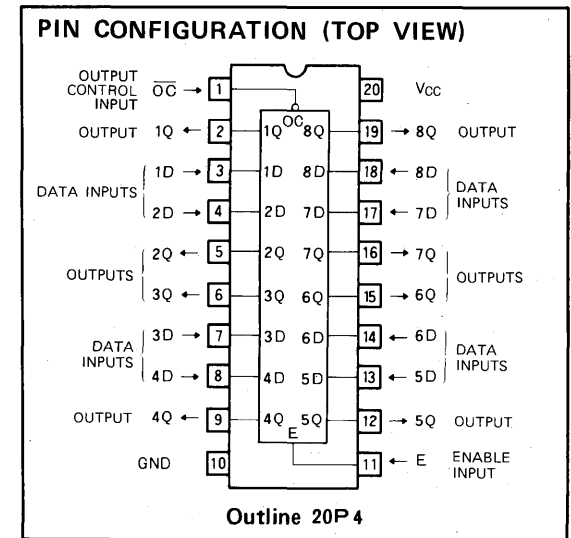 PIN CONFIGURATION (TOP VIEW)
OUTPUT
CONTROL
INPUT
O̅C̅ → 1
20 VCC
OC
OUTPUT 1Q ← 2 1Q 8Q 19 → 8Q OUTPUT
DATA INPUTS
1D → 3 1D 8D 18 ← 8D
2D → 4 2D 7D 17 ← 7D
DATA
INPUTS
OUTPUTS
2Q ← 5 2Q 7Q 16 → 7Q
3Q ← 6 3Q 6Q 15 → 6Q
OUTPUTS
DATA
INPUTS
3D → 7 3D 6D 14 ← 6D
4D → 8 4D 5D 13 ← 5D
DATA
INPUTS
OUTPUT 4Q ← 9 4Q 5Q 12 → 5Q OUTPUT
E
GND 10
11 ← E ENABLE
INPUT
Outline 20P4